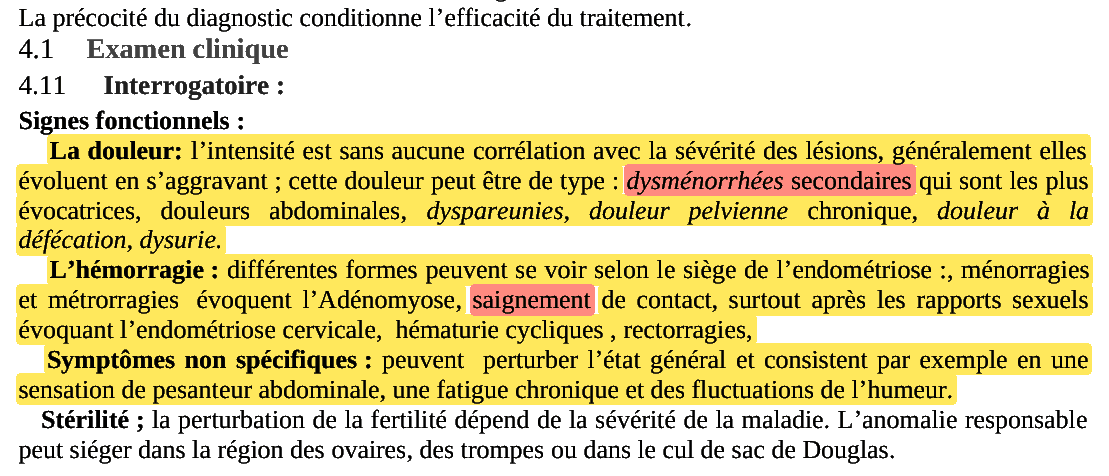 La précocité du diagnostic conditionne l’efficacité du traitement.
4.1 Examen clinique
4.11 Interrogatoire :
Signes fonctionnels :
La douleur: l’intensité est sans aucune corrélation avec la sévérité des lésions, généralement elles
évoluent en s’aggravant ; cette douleur peut être de type : dysménorrhées secondaires qui sont les plus
évocatrices, douleurs abdominales, dyspareunies, douleur pelvienne chronique, douleur à la
défécation, dysurie.
L’hémorragie : différentes formes peuvent se voir selon le siège de l’endométriose :, ménorragies
et métrorragies évoquent l’Adénomyose, saignement de contact, surtout après les rapports sexuels
évoquant l’endométriose cervicale, hématurie cycliques , rectorragies,
Symptômes non spécifiques : peuvent perturber l’état général et consistent par exemple en une
sensation de pesanteur abdominale, une fatigue chronique et des fluctuations de l’humeur.
Stérilité ; la perturbation de la fertilité dépend de la sévérité de la maladie. L’anomalie responsable
peut siéger dans la région des ovaires, des trompes ou dans le cul de sac de Douglas.